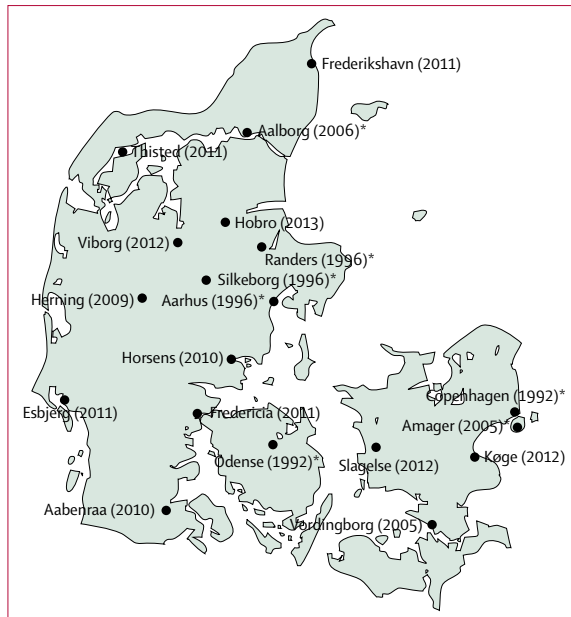 Frederikshavn (2011)
Aalborg (2006)*
Thisted (2011)
Hobro (2013)
Viborg (2012)
Randers (1996)*
Silkeborg (1996)*
Herning (2009)
Aarhus (1996)*
Horsens (2010)
Copenhagen (1992)*
Esbjerg (2011)
Fredericia (2011)
Amager (2005)*
Odense (1992)*
Slagelse (2012)
Køge (2012)
Aabenraa (2010)
Vordingborg (2005)